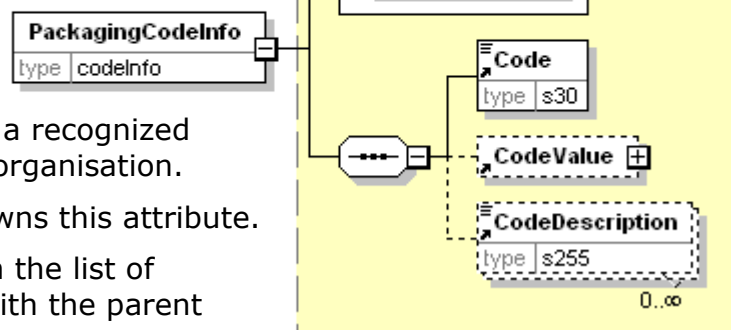 PackagingCodeInfo
type codeInfo
a recognized
organisation.
wns this attribute.
the list of
ith the parent
Code
type s30
CodeValue
CodeDescription
type s255
0..∞